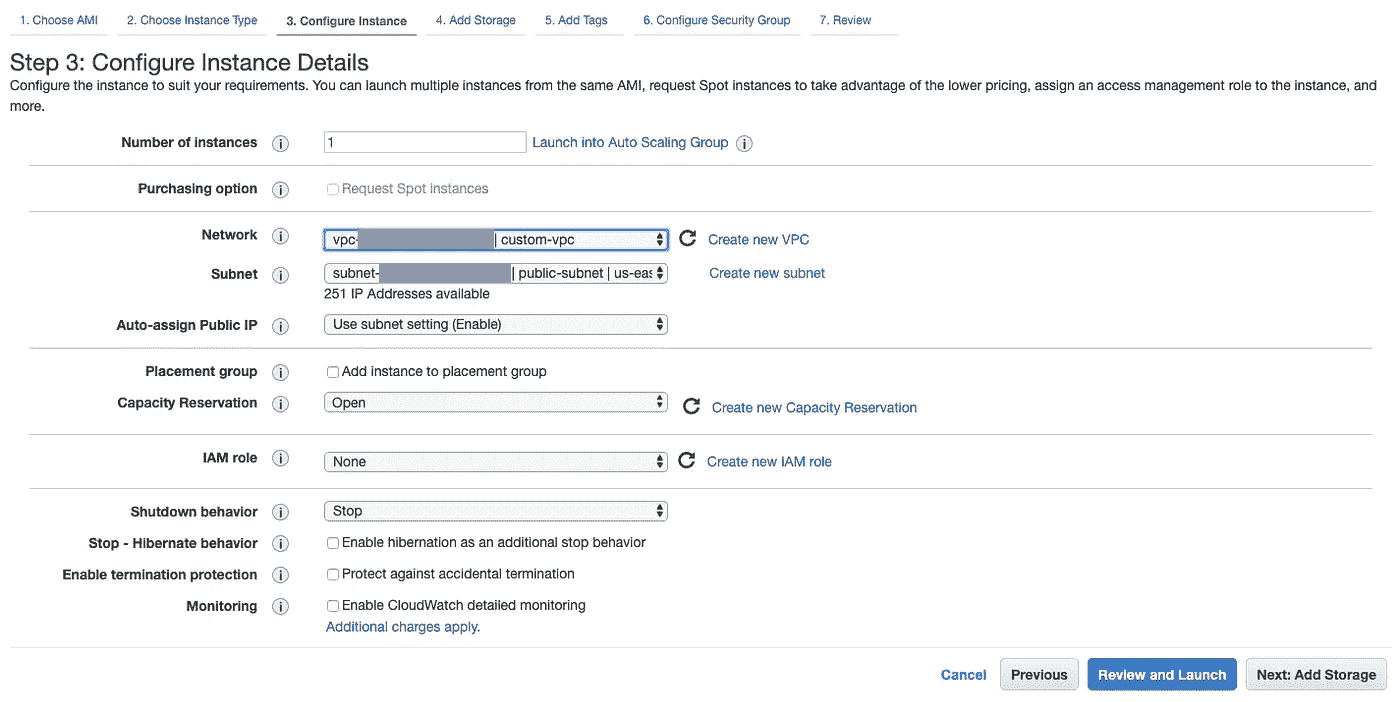 1. Choose AMI 2. Choose Instance Type 3. Configure Instance 4. Add Storage 5. Add Tags 6. Configure Security Group 7. Review
Step 3: Configure Instance Details
Configure the instance to suit your requirements. You can launch multiple instances from the same AMI, request Spot instances to take advantage of the lower pricing, assign an access management role to the instance, and
more.
Number of instances i 1 Launch into Auto Scaling Group i
Purchasing option i Request Spot instances
Network i vpc- | custom-vpc Create new VPC
Subnet i subnet- | public-subnet | us-eas Create new subnet
251 IP Addresses available
Auto-assign Public IP i Use subnet setting (Enable)
Placement group i Add instance to placement group
Capacity Reservation i Open Create new Capacity Reservation
IAM role i None Create new IAM role
Shutdown behavior i Stop
Stop - Hibernate behavior i Enable hibernation as an additional stop behavior
Enable termination protection i Protect against accidental termination
Monitoring i Enable CloudWatch detailed monitoring
Additional charges apply.
Cancel Previous Review and Launch Next: Add Storage